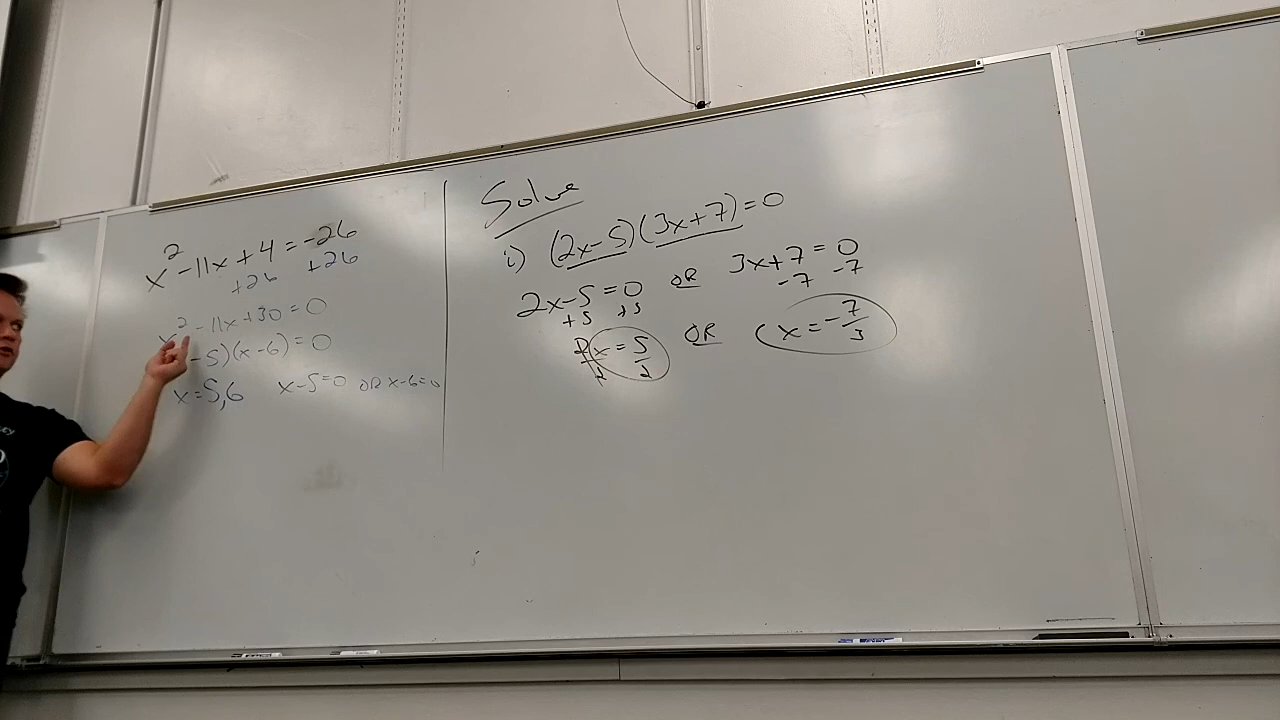 x² - 11x + 4 = -26
+26 +26
x² - 11x + 30 = 0
- 5)(x - 6) = 0
x = 5, 6 x - 5 = 0 OR x - 6 = 0
Solve
i) (2x - 5)(3x + 7) = 0
2x - 5 = 0 OR 3x + 7 = 0
+5 +5 -7 -7
2x/2 = 5/2 OR x = -7/3